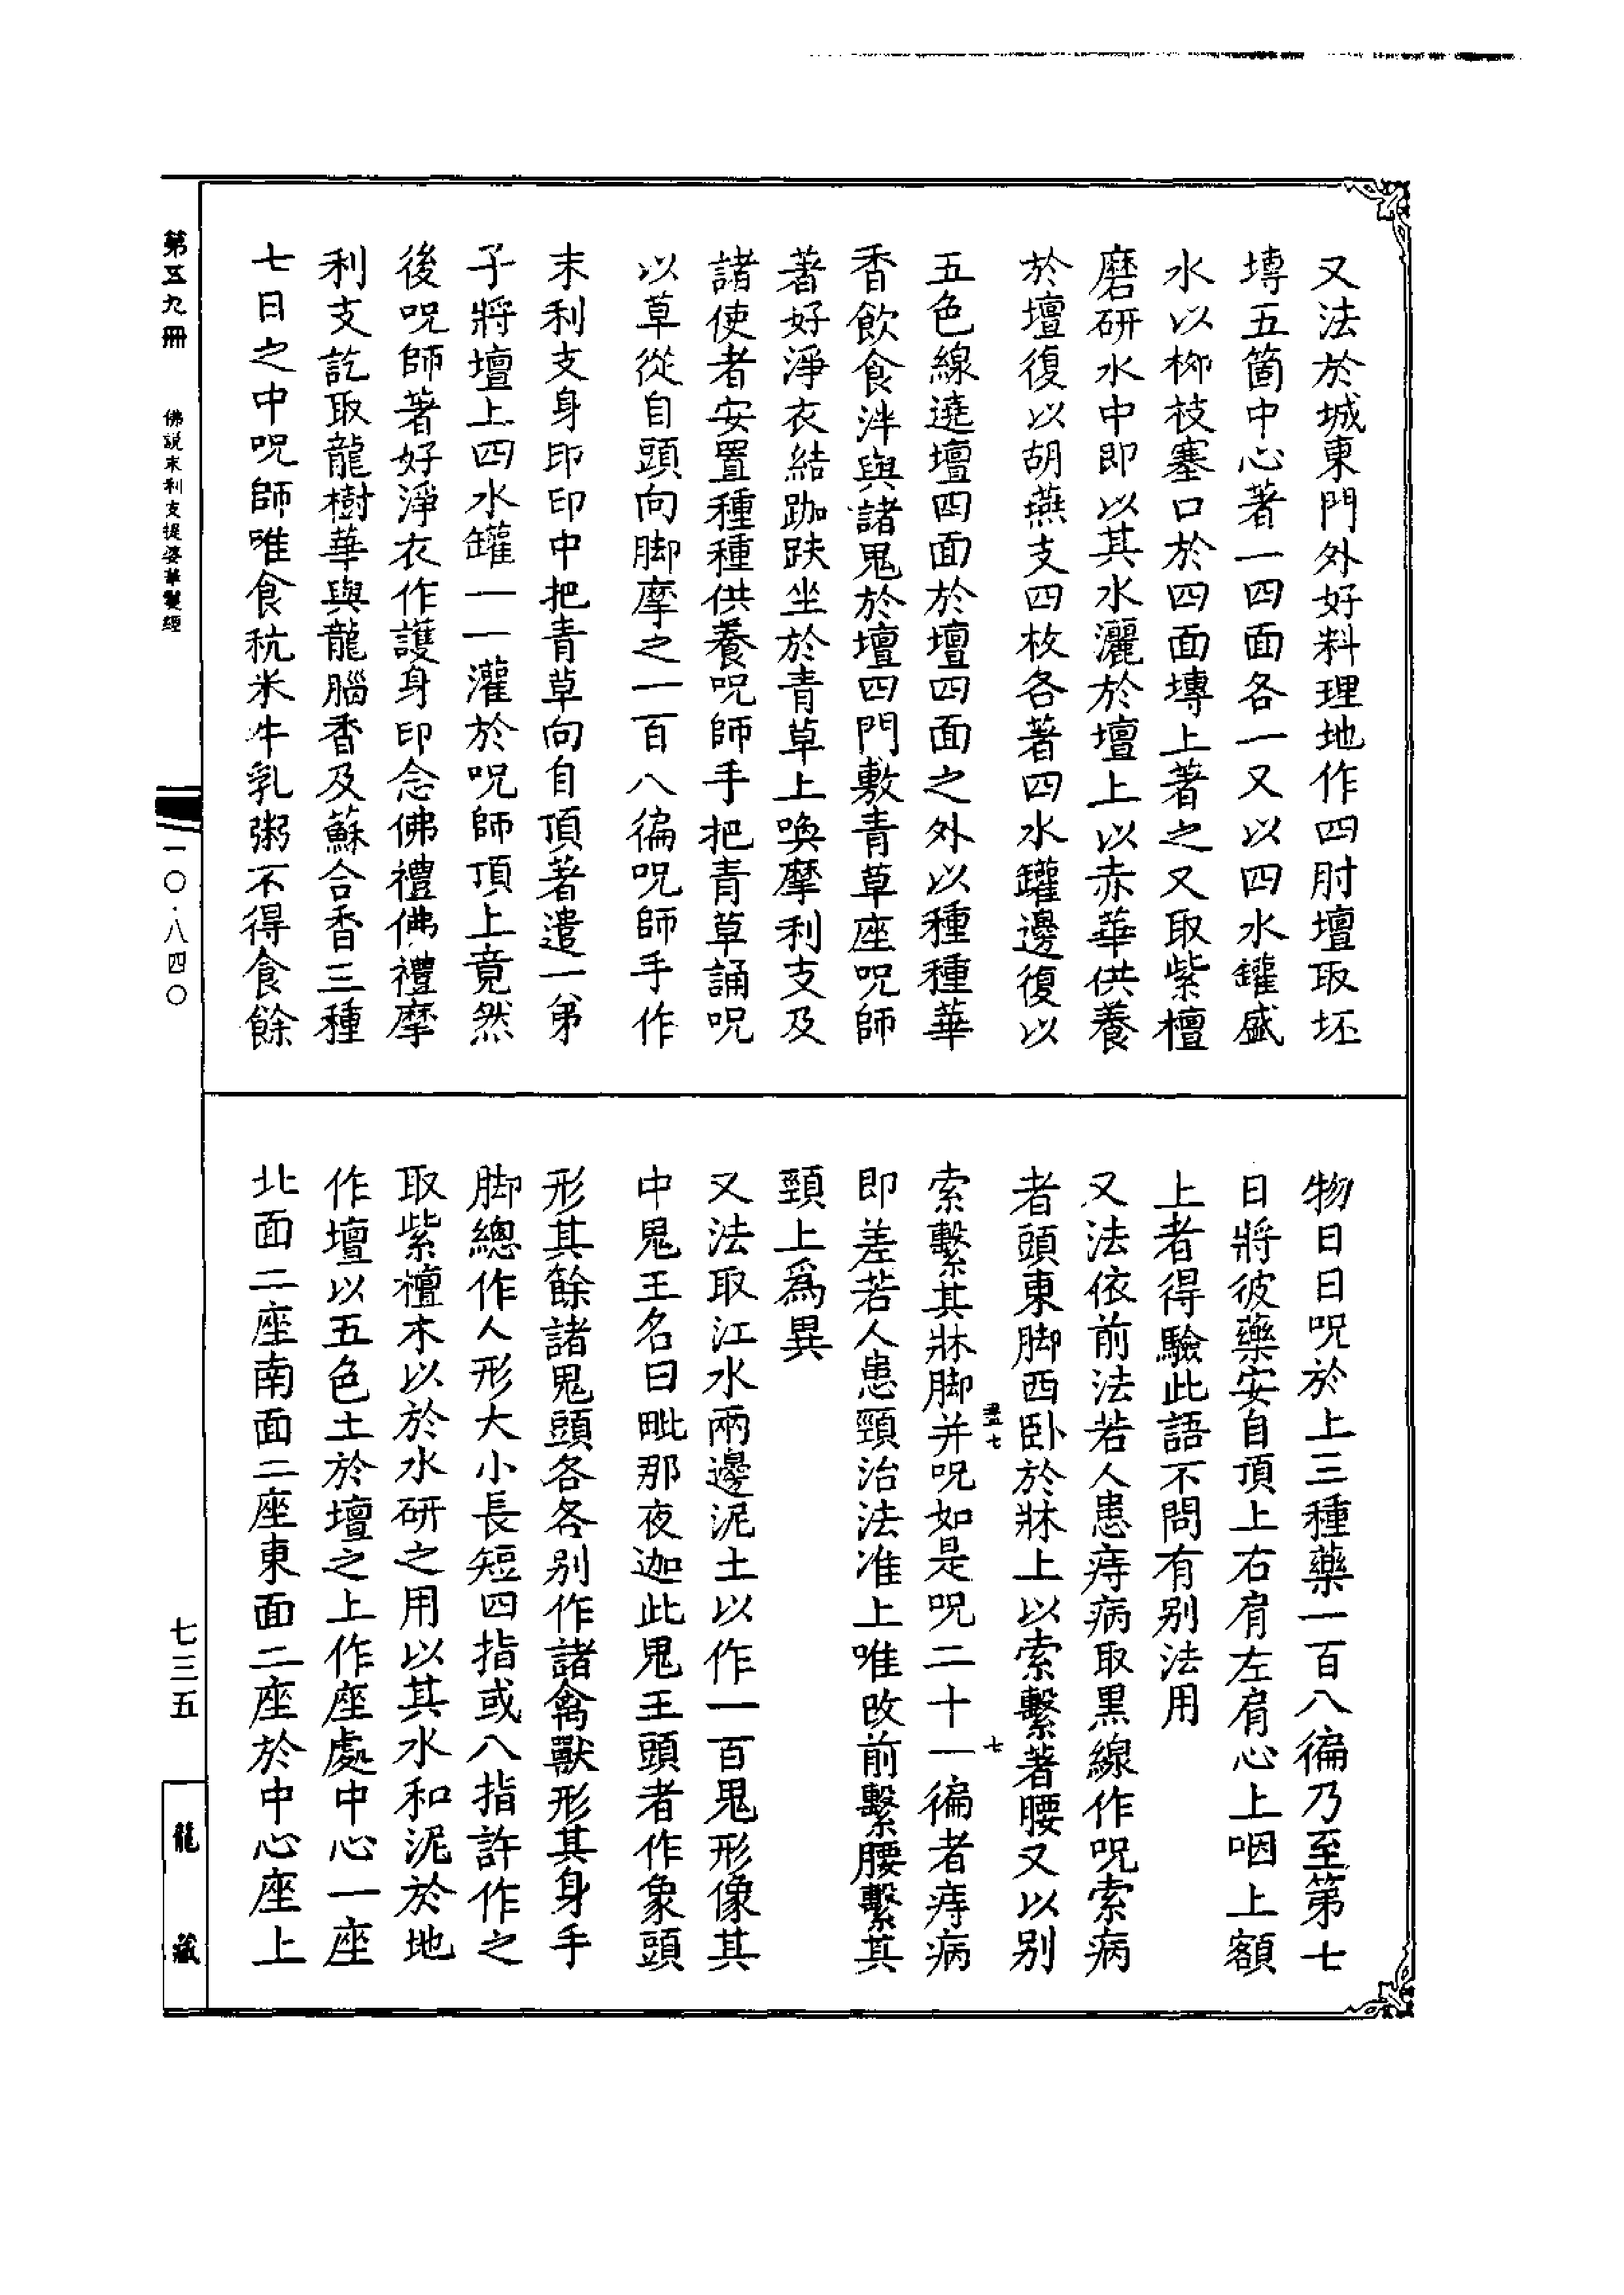 又法於城東門外好料理地作四肘壇取坯
塼五箇中心著一四面各一又以四水罐盛
水以柳枝塞口於四面塼上著之又取紫檀
磨研水中即以其水灑於壇上以赤華供養
於壇復以胡燕支四枚各著四水罐邊復以
五色線遶壇四面於壇四面之外以種種華
香飲食泮與諸鬼於壇四門敷青草座呪師
著好淨衣結跏趺坐於青草上喚摩利支及
諸使者安置種種供養呪師手把青草誦呪
以草從自頭向脚摩之一百八徧呪師手作
末利支身印印中把青草向自頂著遣一弟
子將壇上四水罐一一灌於呪師頂上竟然
後呪師著好淨衣作護身印念佛禮佛禮摩
利支訖取龍樹華與龍腦香及蘇合香三種
七日之中呪師唯食秔米牛乳粥不得食餘
物日日呪於上三種藥一百八徧乃至第七
日將彼藥安自頂上右肩左肩心上咽上額
上者得驗此語不問有別法用
又法依前法若人患痔病取黑線作呪索病
者頭東脚西臥於牀上以索繫著腰又以別
盡七
七
索繫其牀脚并呪如是呪二十一徧者痔病
即差若人患頸治法准上唯改前繫腰繫其
頸上爲異
又法取江水兩邊泥土以作一百鬼形像其
中鬼王名曰毗那夜迦此鬼王頭者作象頭
形其餘諸鬼頭各各別作諸禽獸形其身手
脚總作人形大小長短四指或八指許作之
取紫檀木以於水研之用以其水和泥於地
作壇以五色土於壇之上作座處中心一座
北面二座南面二座東面二座於中心座上
第五九冊
佛說末利支提婆華鬘經
一〇·八四〇
七三五
龍藏